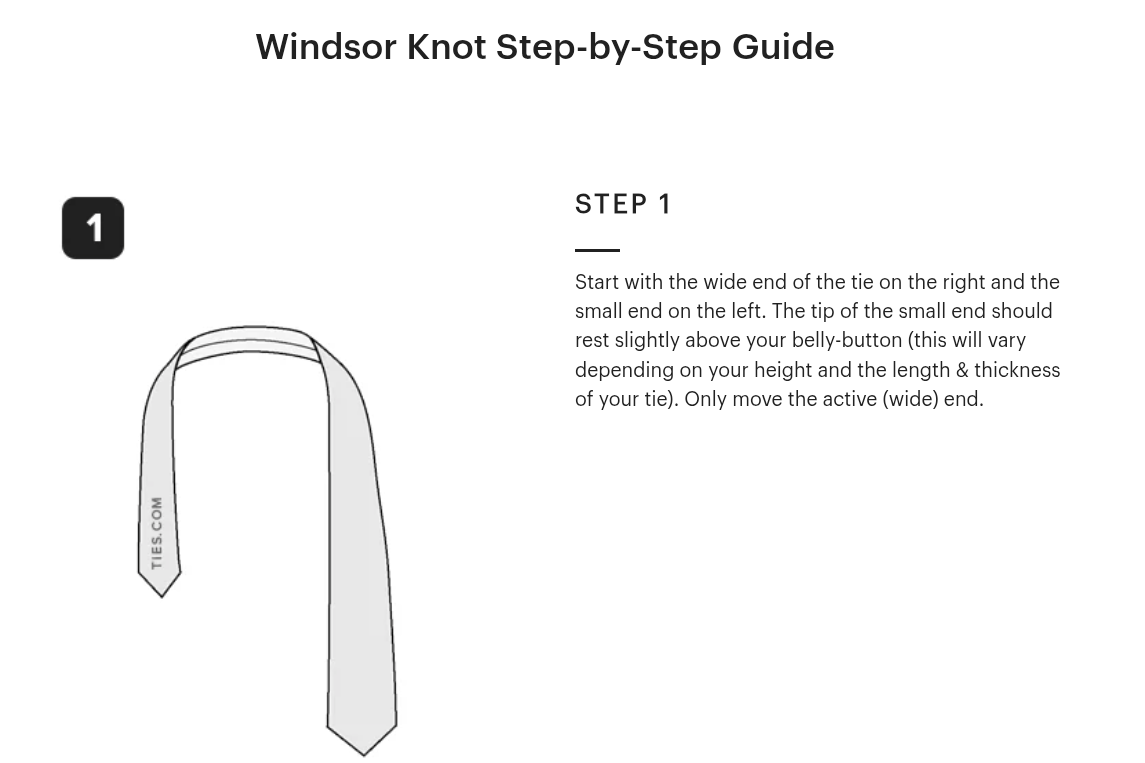 Windsor Knot Step-by-Step Guide
1
STEP 1
Start with the wide end of the tie on the right and the
small end on the left. The tip of the small end should
rest slightly above your belly-button (this will vary
depending on your height and the length & thickness
of your tie). Only move the active (wide) end.
TIES.COM